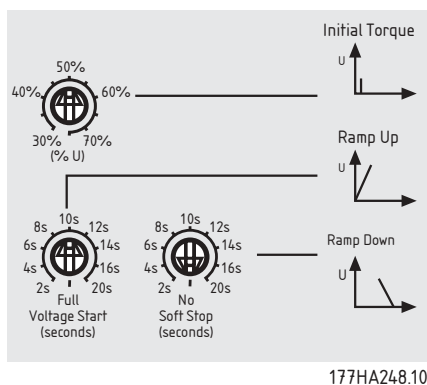 Initial Torque
U
50%
40%
60%
30%
70%
(% U)
Ramp Up
U
10s
8s
12s
6s
14s
4s
16s
2s
20s
Full
Voltage Start
(seconds)
10s
8s
12s
6s
14s
4s
16s
2s
20s
No
Soft Stop
(seconds)
Ramp Down
U
177HA248.10